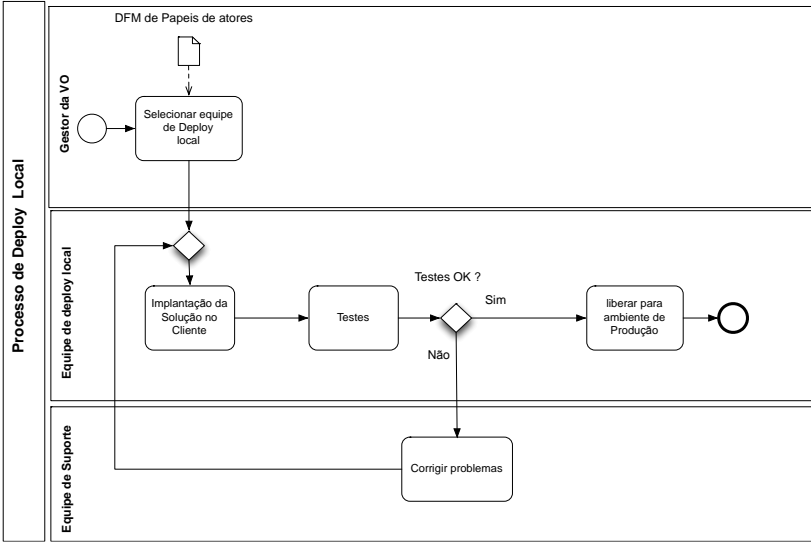 Processo de Deploy Local
Gestor da VO
DFM de Papeis de atores
Selecionar equipe
de Deploy
local
Equipe de deploy local
Implantação da
Solução no
Cliente
Testes
Testes OK ?
Sim
Não
liberar para
ambiente de
Produção
Equipe de Suporte
Corrigir problemas